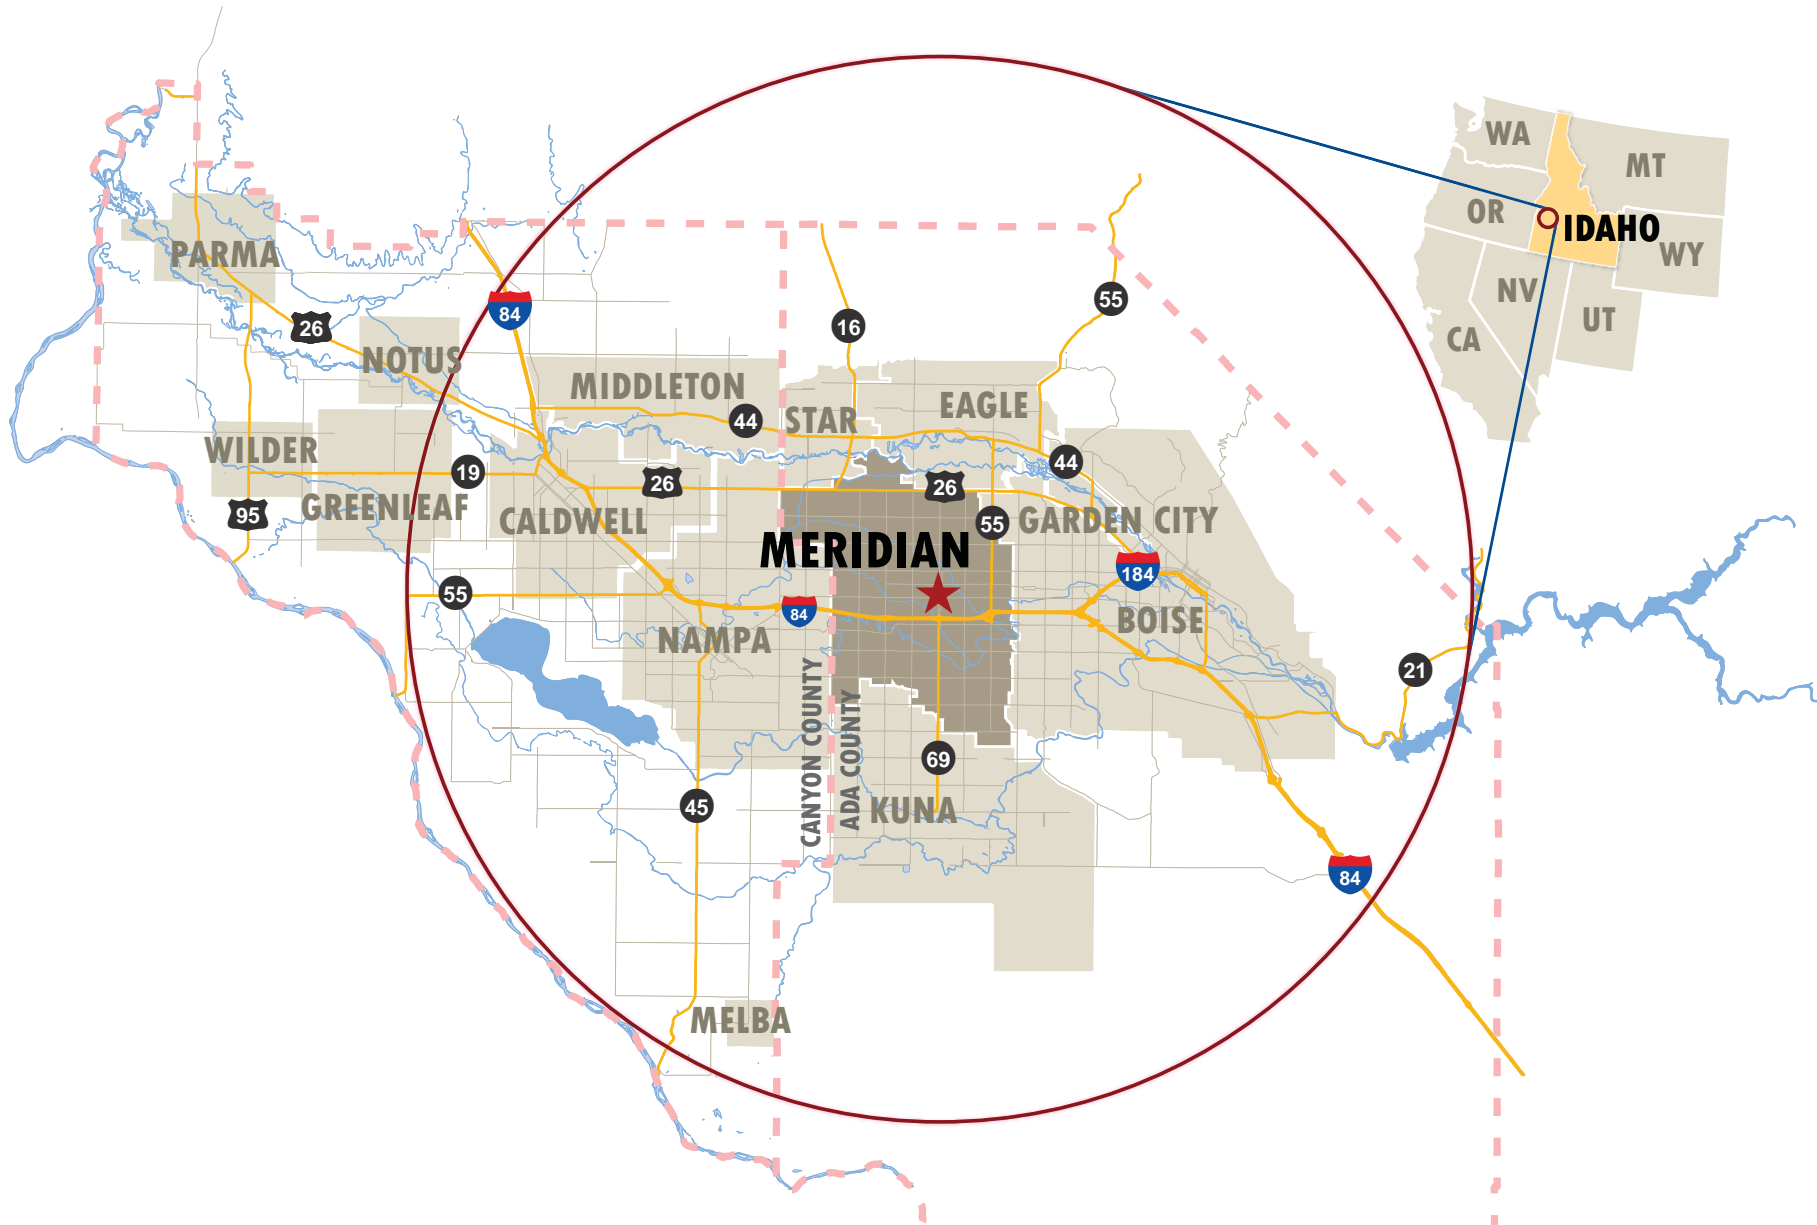 WA
MT
OR
IDAHO
WY
NV
UT
CA
PARMA
26
84
16
55
NOTUS
MIDDLETON
44
STAR
EAGLE
WILDER
19
44
GREENLEAF
26
26
95
CALDWELL
55
GARDEN CITY
MERIDIAN
184
55
84
NAMPA
BOISE
21
CANYON COUNTY
ADA COUNTY
69
45
KUNA
84
MELBA